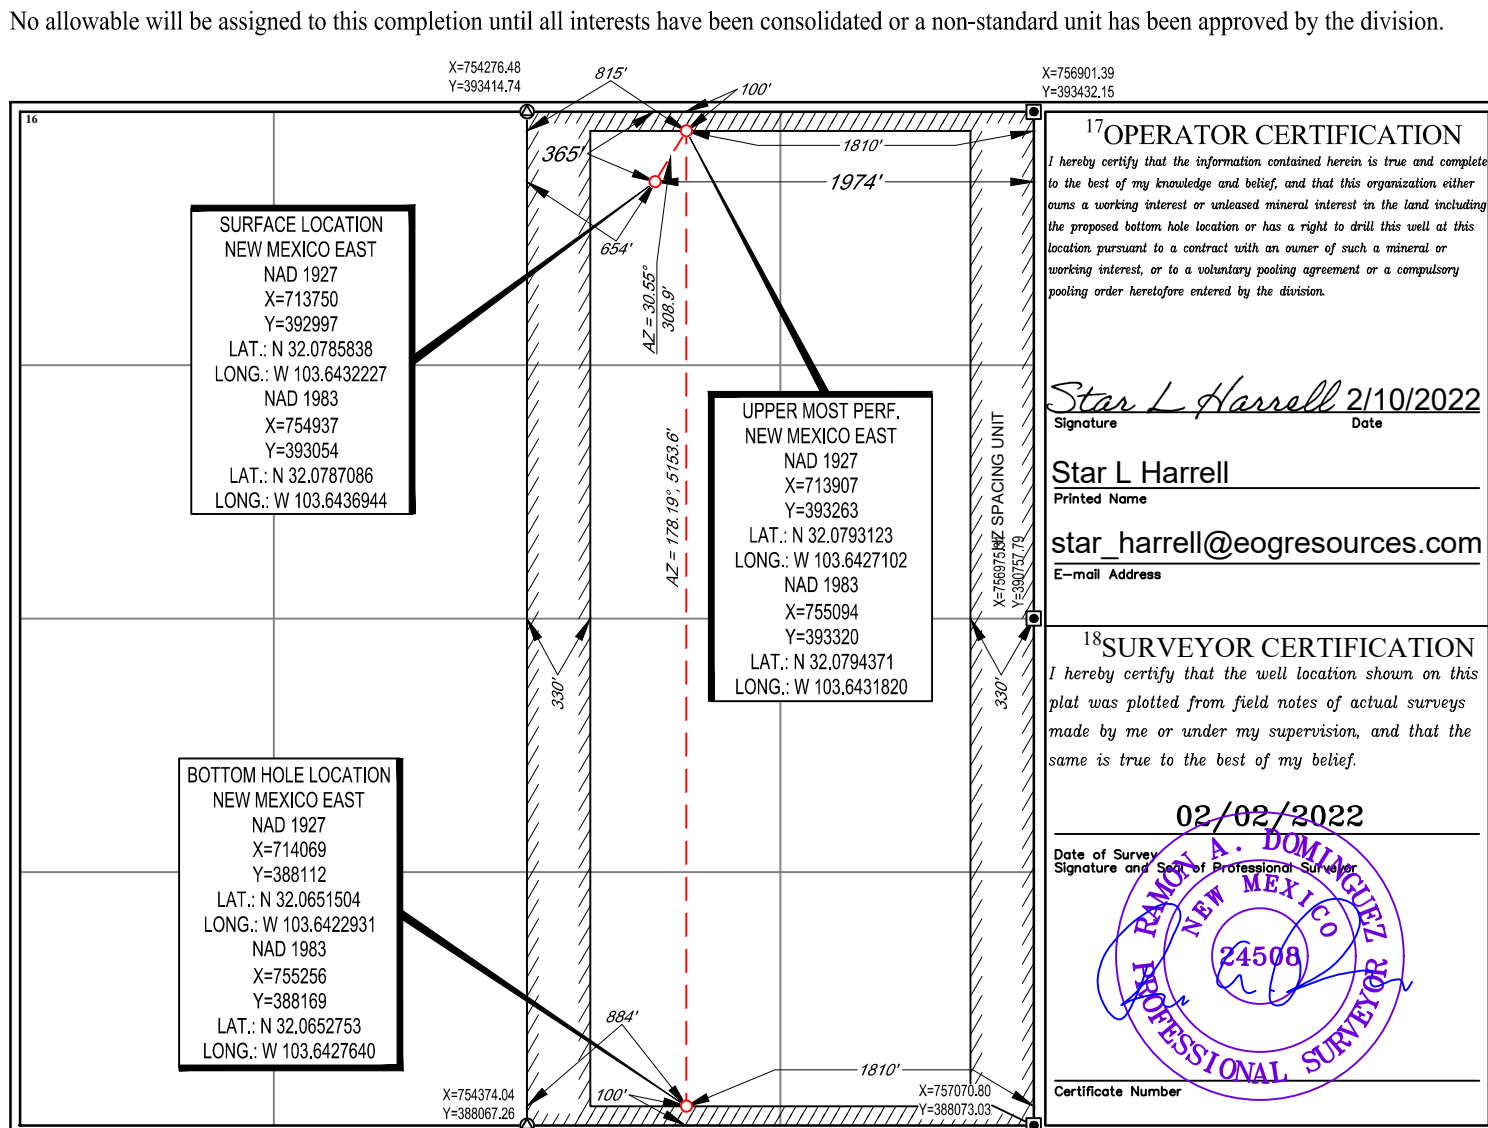 No allowable will be assigned to this completion until all interests have been consolidated or a non-standard unit has been approved by the division.
X=754276.48
Y=393414.74
815'
100'
X=756901.39
Y=393432.15
16
365'
1810'
1974'
654'
AZ = 30.55°
308.9'
SURFACE LOCATION
NEW MEXICO EAST
NAD 1927
X=713750
Y=392997
LAT.: N 32.0785838
LONG.: W 103.6432227
NAD 1983
X=754937
Y=393054
LAT.: N 32.0787086
LONG.: W 103.6436944
AZ = 178.19°, 5153.6'
UPPER MOST PERF.
NEW MEXICO EAST
NAD 1927
X=713907
Y=393263
LAT.: N 32.0793123
LONG.: W 103.6427102
NAD 1983
X=755094
Y=393320
LAT.: N 32.0794371
LONG.: W 103.6431820
HZ SPACING UNIT
Y=390757.79
330'
330'
BOTTOM HOLE LOCATION
NEW MEXICO EAST
NAD 1927
X=714069
Y=388112
LAT.: N 32.0651504
LONG.: W 103.6422931
NAD 1983
X=755256
Y=388169
LAT.: N 32.0652753
LONG.: W 103.6427640
884'
1810'
100'
X=754374.04
Y=388067.26
X=757070.80
Y=388073.03
17 OPERATOR CERTIFICATION
I hereby certify that the information contained herein is true and complete
to the best of my knowledge and belief, and that this organization either
owns a working interest or unleased mineral interest in the land including
the proposed bottom hole location or has a right to drill this well at this
location pursuant to a contract with an owner of such a mineral or
working interest, or to a voluntary pooling agreement or a compulsory
pooling order heretofore entered by the division.
Star L Harrell 2/10/2022
Signature Date
Star L Harrell
Printed Name
star_harrell@eogresources.com
E-mail Address
18 SURVEYOR CERTIFICATION
I hereby certify that the well location shown on this
plat was plotted from field notes of actual surveys
made by me or under my supervision, and that the
same is true to the best of my belief.
02/02/2022
Date of Survey
Signature and Seal of Professional Surveyor
RAMON A. DOMINGUEZ
NEW MEXICO
24508
PROFESSIONAL SURVEYOR
Certificate Number